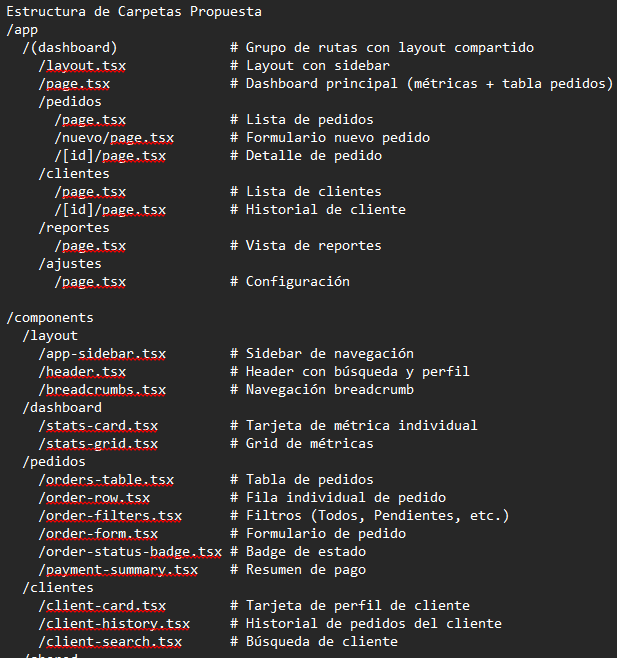 Estructura de Carpetas Propuesta
/app
  /(dashboard)              # Grupo de rutas con layout compartido
    /layout.tsx             # Layout con sidebar
    /page.tsx               # Dashboard principal (métricas + tabla pedidos)
    /pedidos
      /page.tsx             # Lista de pedidos
      /nuevo/page.tsx       # Formulario nuevo pedido
      /[id]/page.tsx        # Detalle de pedido
    /clientes
      /page.tsx             # Lista de clientes
      /[id]/page.tsx        # Historial de cliente
    /reportes
      /page.tsx             # Vista de reportes
    /ajustes
      /page.tsx             # Configuración

/components
  /layout
    /app-sidebar.tsx        # Sidebar de navegación
    /header.tsx             # Header con búsqueda y perfil
    /breadcrumbs.tsx        # Navegación breadcrumb
  /dashboard
    /stats-card.tsx         # Tarjeta de métrica individual
    /stats-grid.tsx         # Grid de métricas
  /pedidos
    /orders-table.tsx       # Tabla de pedidos
    /order-row.tsx          # Fila individual de pedido
    /order-filters.tsx      # Filtros (Todos, Pendientes, etc.)
    /order-form.tsx         # Formulario de pedido
    /order-status-badge.tsx # Badge de estado
    /payment-summary.tsx    # Resumen de pago
  /clientes
    /client-card.tsx        # Tarjeta de perfil de cliente
    /client-history.tsx     # Historial de pedidos del cliente
    /client-search.tsx      # Búsqueda de cliente
  /shared